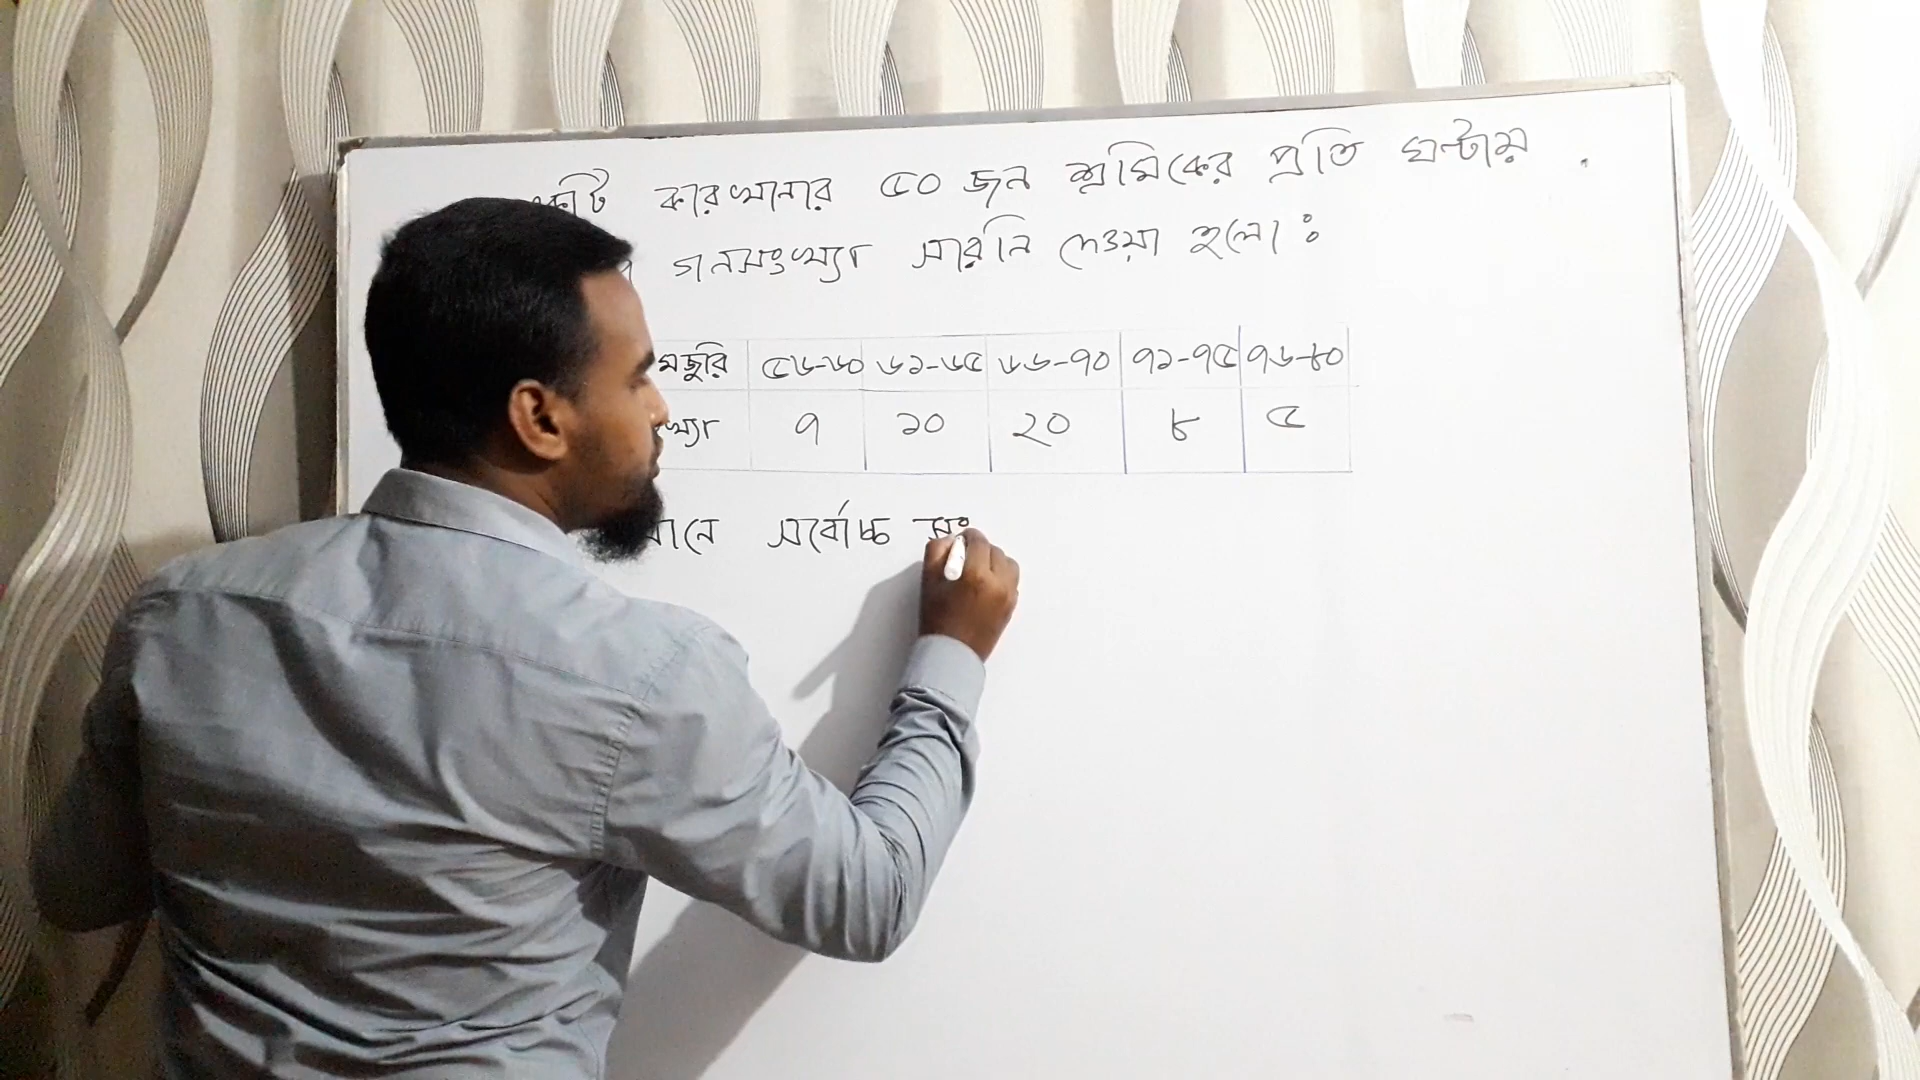 কারখানার ৫০ জন শ্রমিকের প্রতি ঘন্টায়
গনসংখ্যা সারনি দেওয়া হলো ঃ
মজুরি ৫৬-৬০ ৬১-৬৫ ৬৬-৭০ ৭১-৭৫ ৭৬-৮০
৭ ১০ ২০ ৮ ৫
সর্বোচ্চ